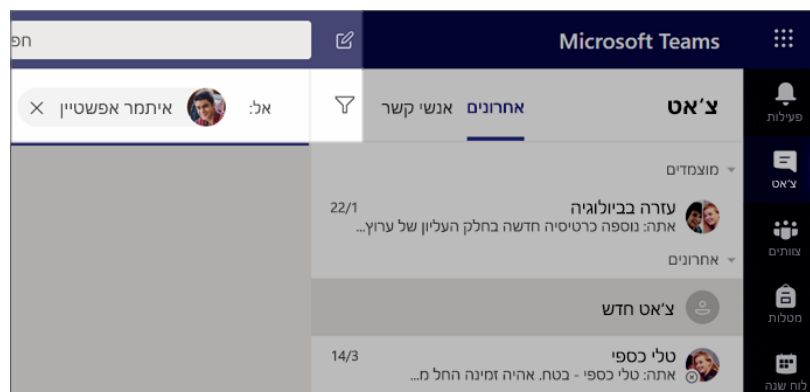 Microsoft Teams
חפ
פעילות
צ'אט
צוותים
מטלות
לוח שנה
צ'אט
אחרונים
אנשי קשר
מוצמדים
עזרה בביולוגיה
22/1
אתה: נוספה כרטיסיה חדשה בחלק העליון של ערוץ...
אחרונים
צ'אט חדש
טלי כספי
14/3
אתה: טלי כספי - בטח. אהיה זמינה החל מ...
אל:
איתמר אפשטיין